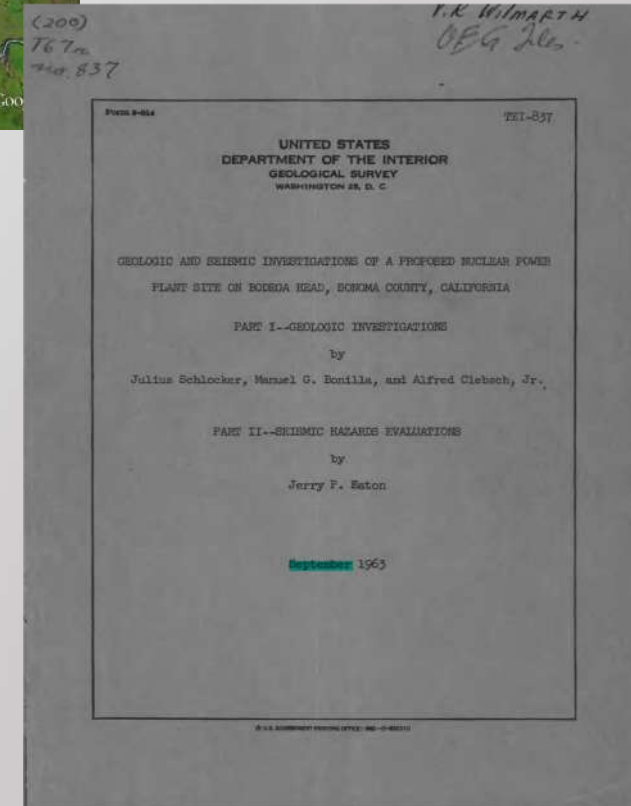 (200)
T67r
no. 837
V.R. WILMARTH
Goo
TEI-837
UNITED STATES
DEPARTMENT OF THE INTERIOR
GEOLOGICAL SURVEY
WASHINGTON 25, D. C.
GEOLOGIC AND SEISMIC INVESTIGATIONS OF A PROPOSED NUCLEAR POWER
PLANT SITE ON BODEGA HEAD, SONOMA COUNTY, CALIFORNIA
PART I--GEOLOGIC INVESTIGATIONS
by
Julius Schlocker, Manuel G. Bonilla, and Alfred Clebsch, Jr.
PART II--SEISMIC HAZARDS EVALUATIONS
by
Jerry P. Eaton
September 1963